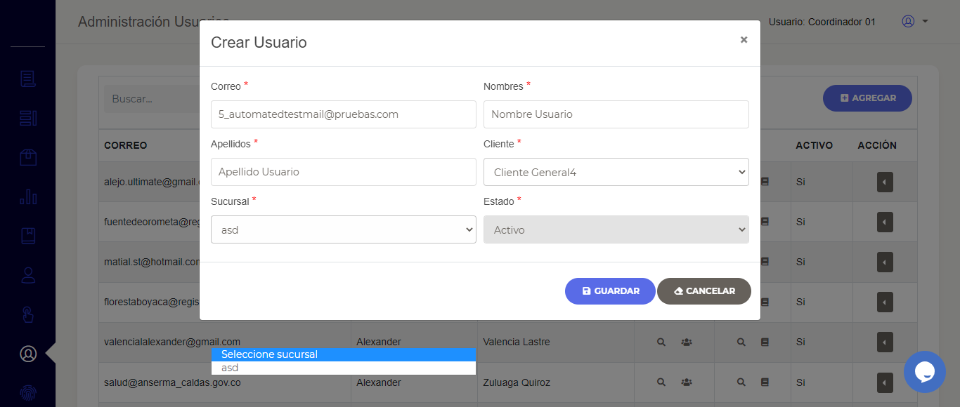 Administración Usuarios
Usuario: Coordinador 01
Crear Usuario
×
Correo *
Nombres *
5_automatedtestmail@pruebas.com
Nombre Usuario
Apellidos *
Cliente *
Apellido Usuario
Cliente General4
Sucursal *
Estado *
asd
Activo
GUARDAR
CANCELAR
Buscar...
AGREGAR
CORREO
ACTIVO
ACCIÓN
alejo.ultimate@gmail.
Si
fuentedeorometa@reg
Si
matial.st@hotmail.com
Si
florestaboyaca@regis
Si
valencialalexander@gmail.com
Alexander
Valencia Lastre
Si
Seleccione sucursal
asd
salud@anserma_caldas.gov.co
Alexander
Zuluaga Quiroz
Si